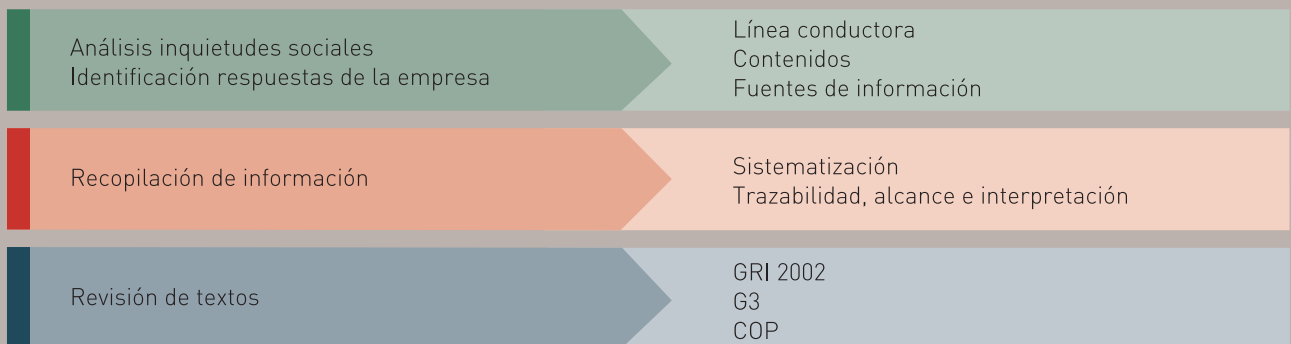 Análisis inquietudes sociales
Identificación respuestas de la empresa
Línea conductora
Contenidos
Fuentes de información
Recopilación de información
Sistematización
Trazabilidad, alcance e interpretación
Revisión de textos
GRI 2002
G3
COP